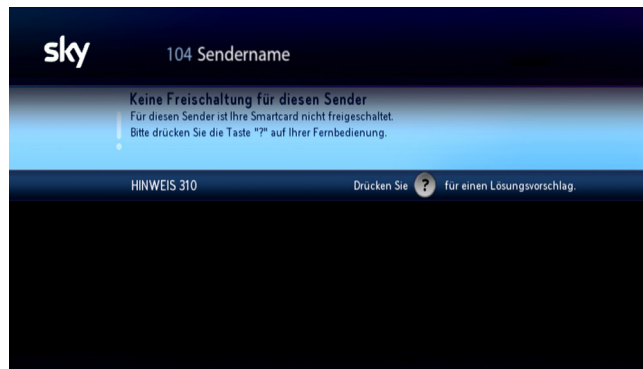 sky
104 Sendername
Keine Freischaltung für diesen Sender
Für diesen Sender ist Ihre Smartcard nicht freigeschaltet.
Bitte drücken Sie die Taste "?" auf Ihrer Fernbedienung.
!
HINWEIS 310
Drücken Sie ? für einen Lösungsvorschlag.